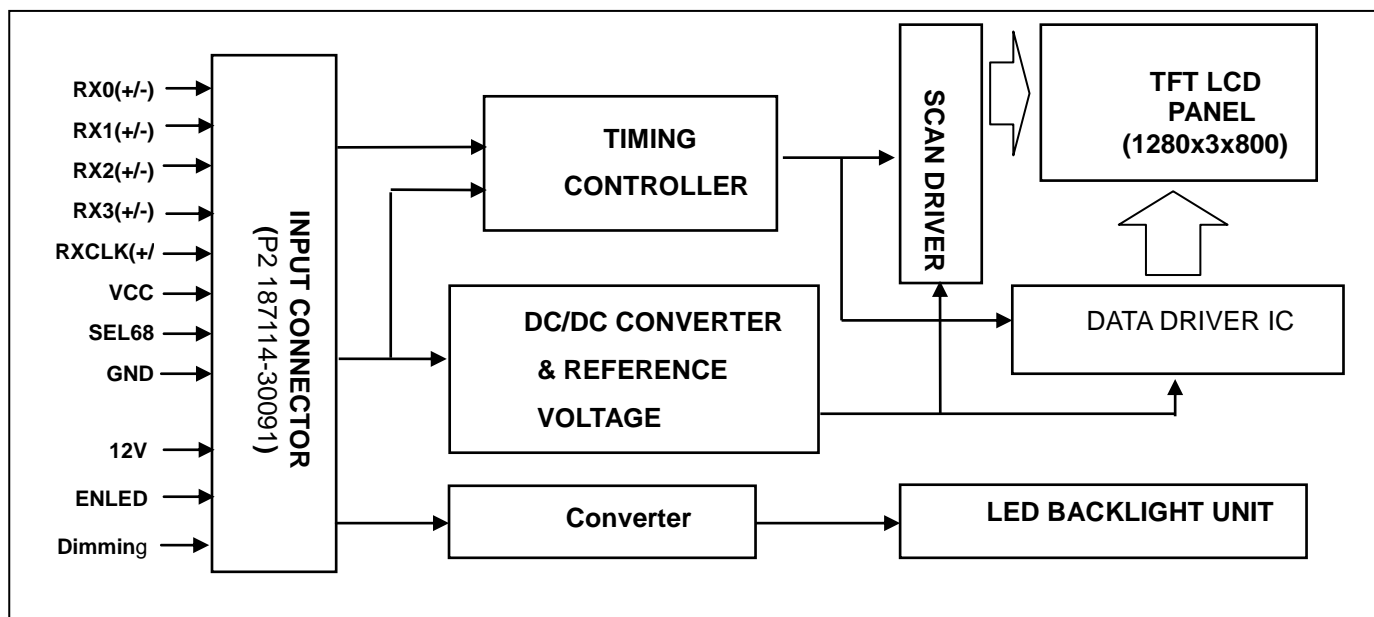 RX0(+/-)
RX1(+/-)
RX2(+/-)
RX3(+/-)
RXCLK(+/
VCC
SEL68
GND
12V
ENLED
Dimming
INPUT CONNECTOR
(P2 187114-30091)
TIMING
CONTROLLER
DC/DC CONVERTER
& REFERENCE
VOLTAGE
Converter
SCAN DRIVER
TFT LCD
PANEL
(1280x3x800)
DATA DRIVER IC
LED BACKLIGHT UNIT